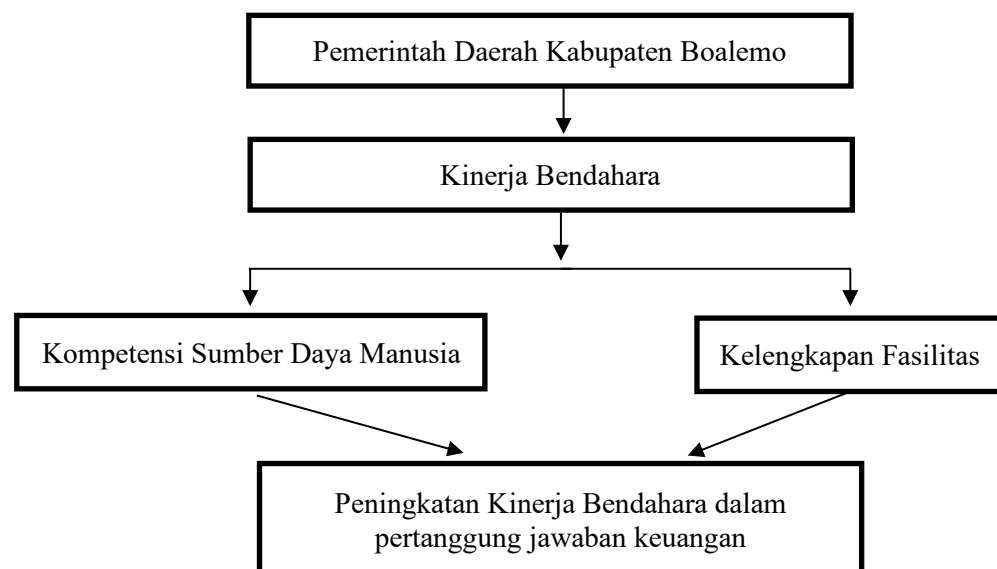 Pemerintah Daerah Kabupaten Boalemo
Kinerja Bendahara
Kompetensi Sumber Daya Manusia
Kelengkapan Fasilitas
Peningkatan Kinerja Bendahara dalam
pertanggung jawaban keuangan